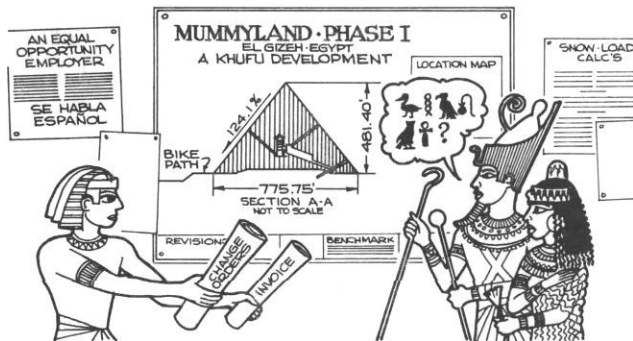 AN EQUAL
OPPORTUNITY
EMPLOYER
SE HABLA
ESPAÑOL
MUMMYLAND · PHASE I
EL GIZEH · EGYPT
A KHUFU DEVELOPMENT
LOCATION MAP
SNOW · LOAD
CALC'S
124.1%
481.40'
BIKE
PATH?
775.75'
SECTION A-A
NOT TO SCALE
REVISIONS
BENCHMARK
CHANGE
ORDERS
INVOICE
?